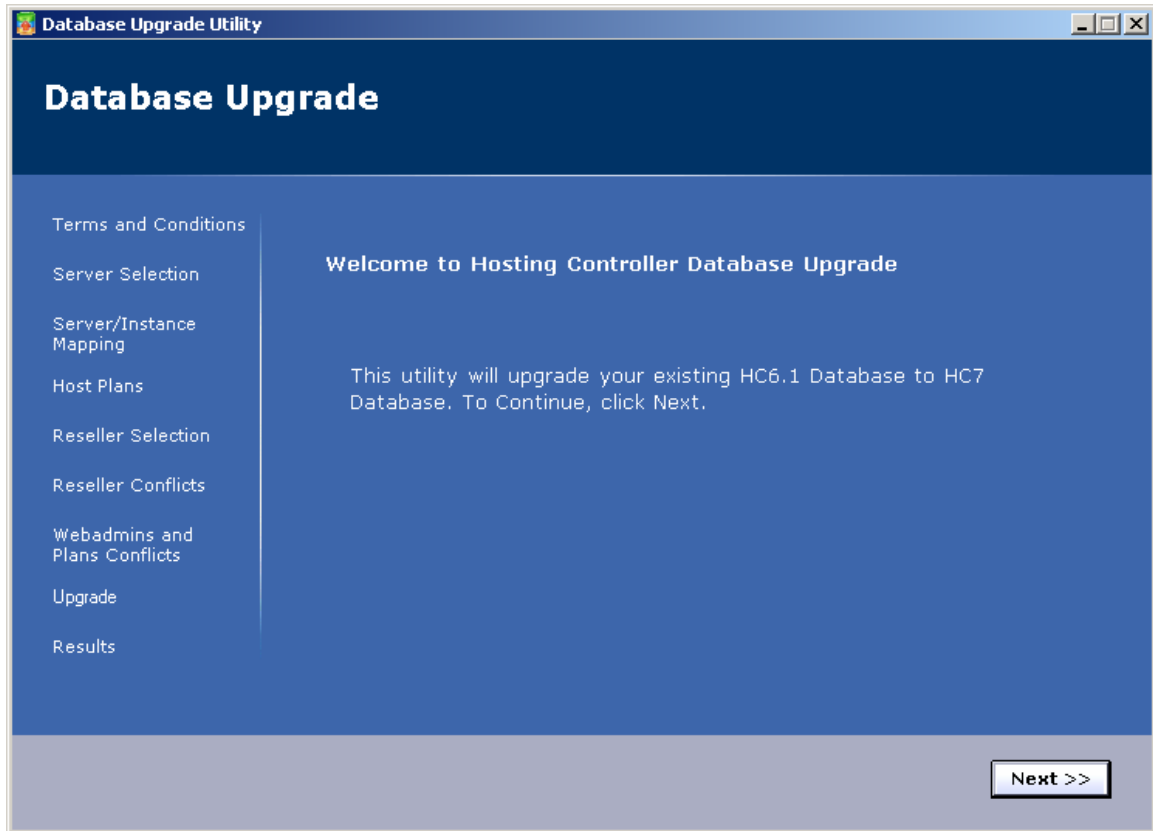 Database Upgrade Utility
Database Upgrade
Terms and Conditions
Server Selection
Server/Instance
Mapping
Host Plans
Reseller Selection
Reseller Conflicts
Webadmins and
Plans Conflicts
Upgrade
Results
Welcome to Hosting Controller Database Upgrade
This utility will upgrade your existing HC6.1 Database to HC7
Database. To Continue, click Next.
Next >>